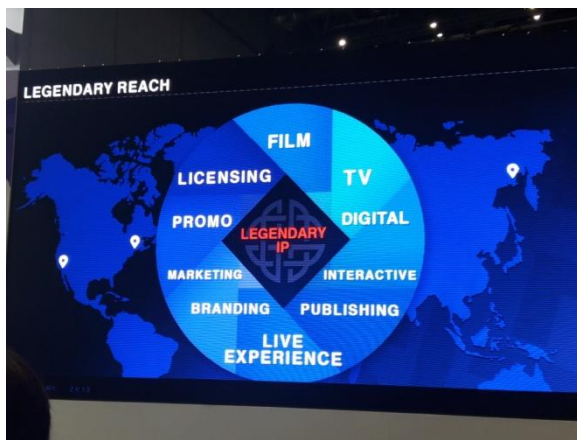 LEGENDARY REACH
FILM
LICENSING
TV
PROMO
DIGITAL
LEGENDARY
IP
MARKETING
INTERACTIVE
BRANDING
PUBLISHING
LIVE
EXPERIENCE